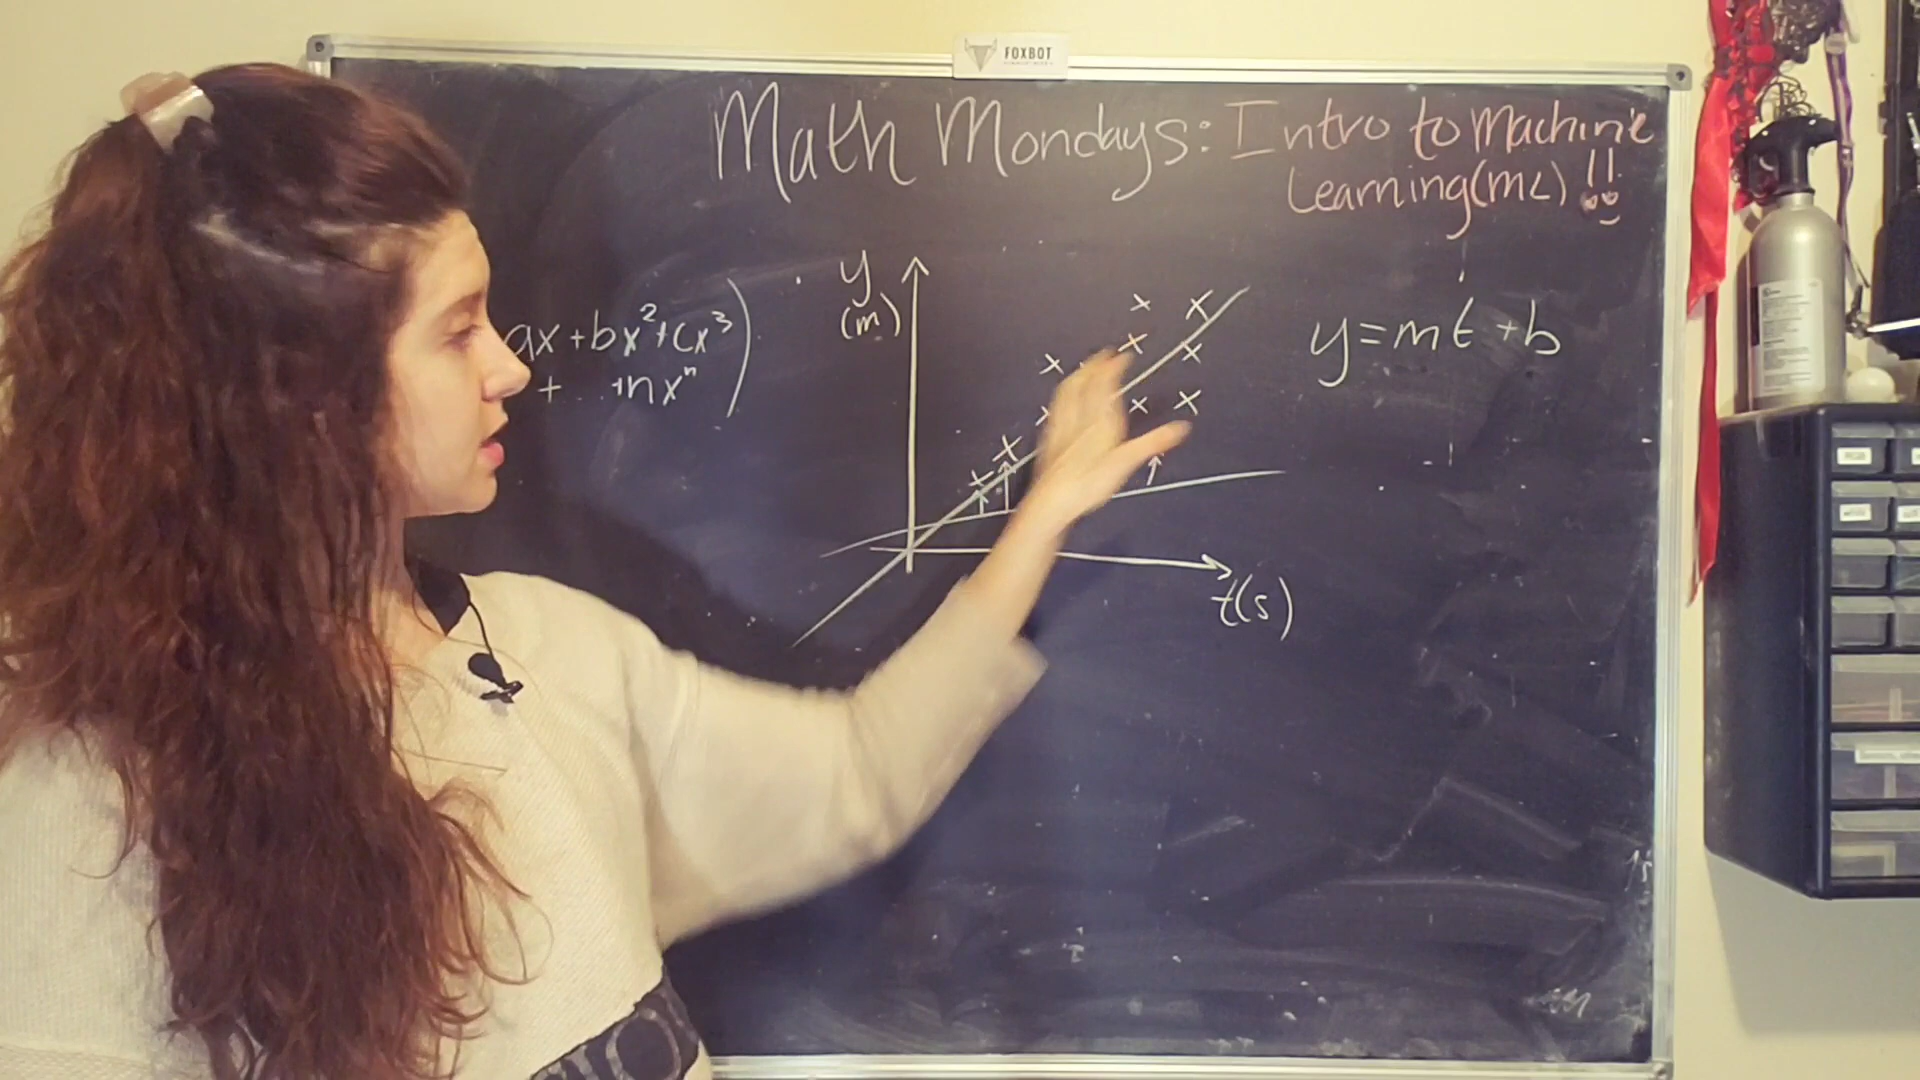 FOXBOT
Math Mondays: Intro to Machine
Learning (ML) !!
ax + bx² + cx³
+ ... + nxⁿ)
y
(m)
y = mt + b
t(s)